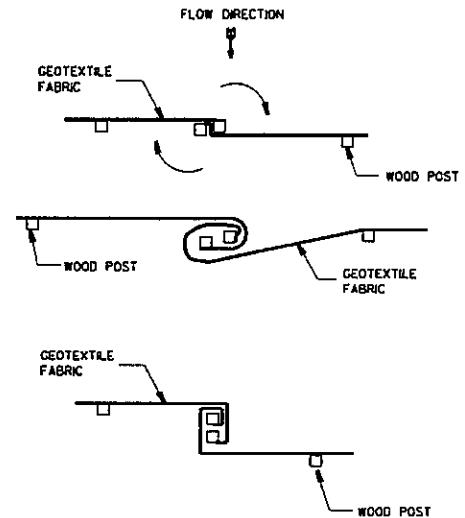 FLOW DIRECTION
GEOTEXTILE
FABRIC
WOOD POST
WOOD POST
GEOTEXTILE
FABRIC
GEOTEXTILE
FABRIC
WOOD POST